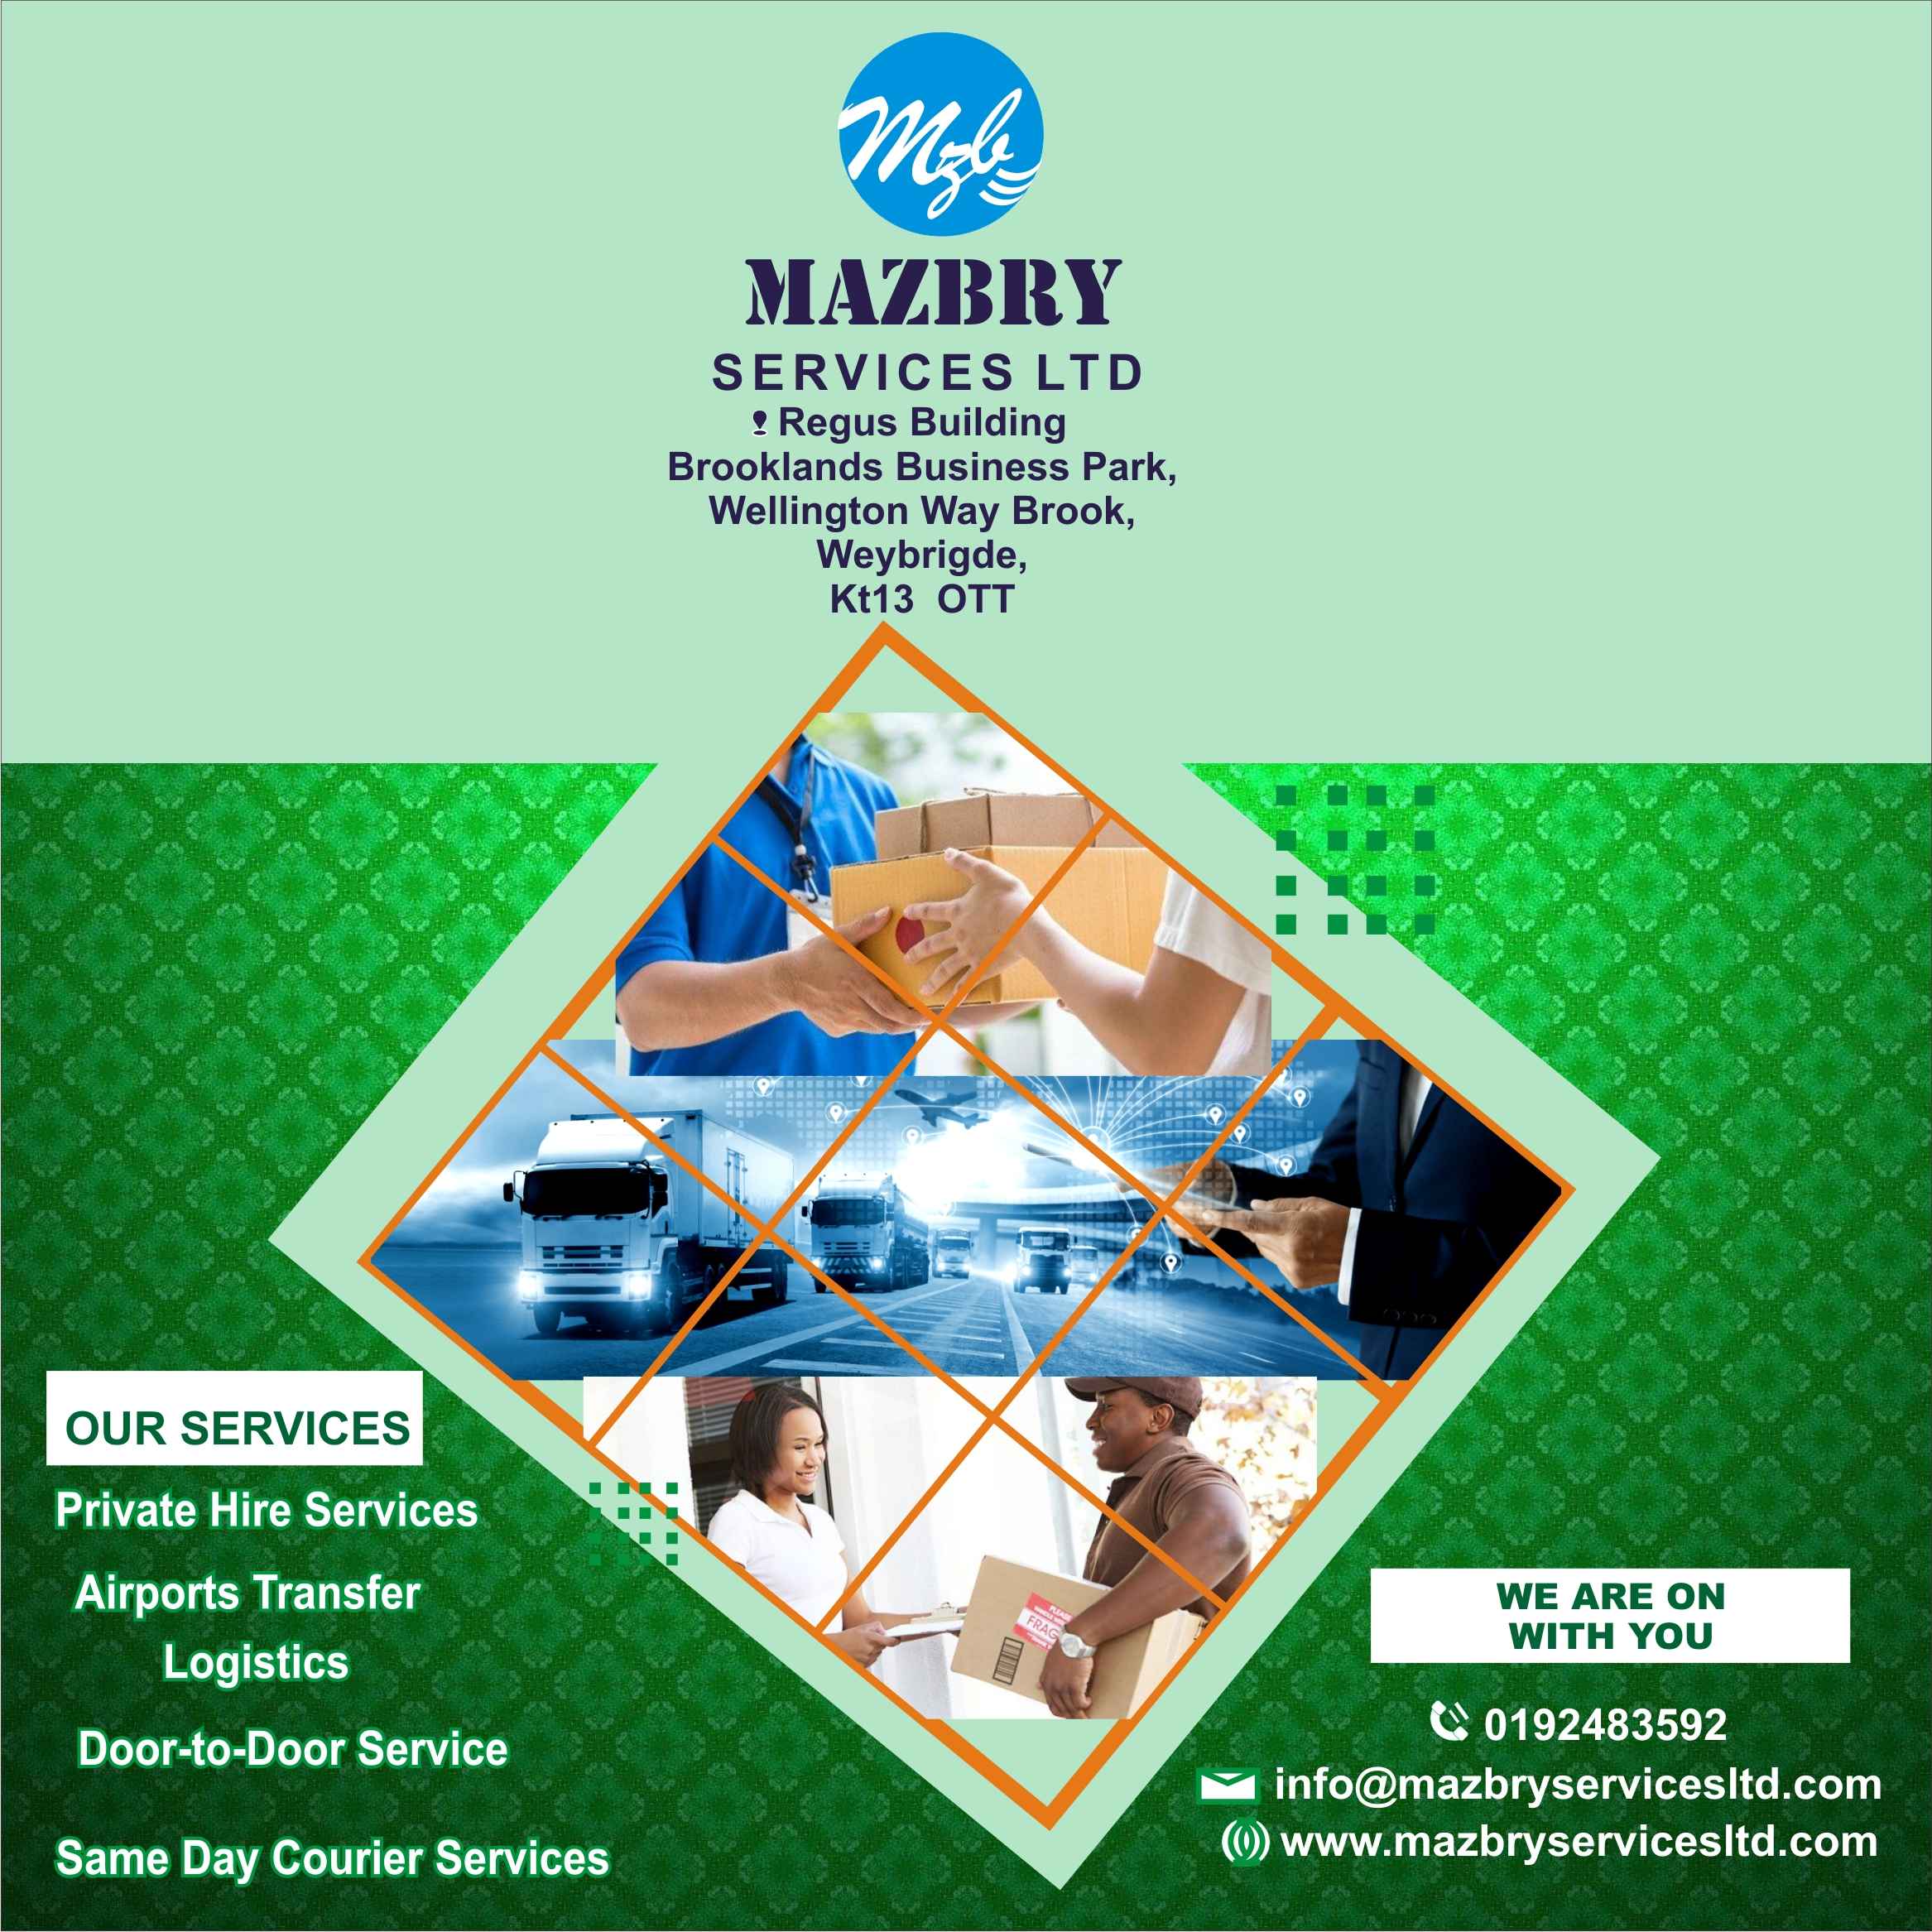 Mzb
MAZBRY
SERVICES LTD
Regus Building
Brooklands Business Park,
Wellington Way Brook,
Weybrigde,
Kt13 OTT
OUR SERVICES
Private Hire Services
Airports Transfer
Logistics
Door-to-Door Service
Same Day Courier Services
FRAG
WE ARE ON
WITH YOU
0192483592
info@mazbryservicesltd.com
www.mazbryservicesltd.com